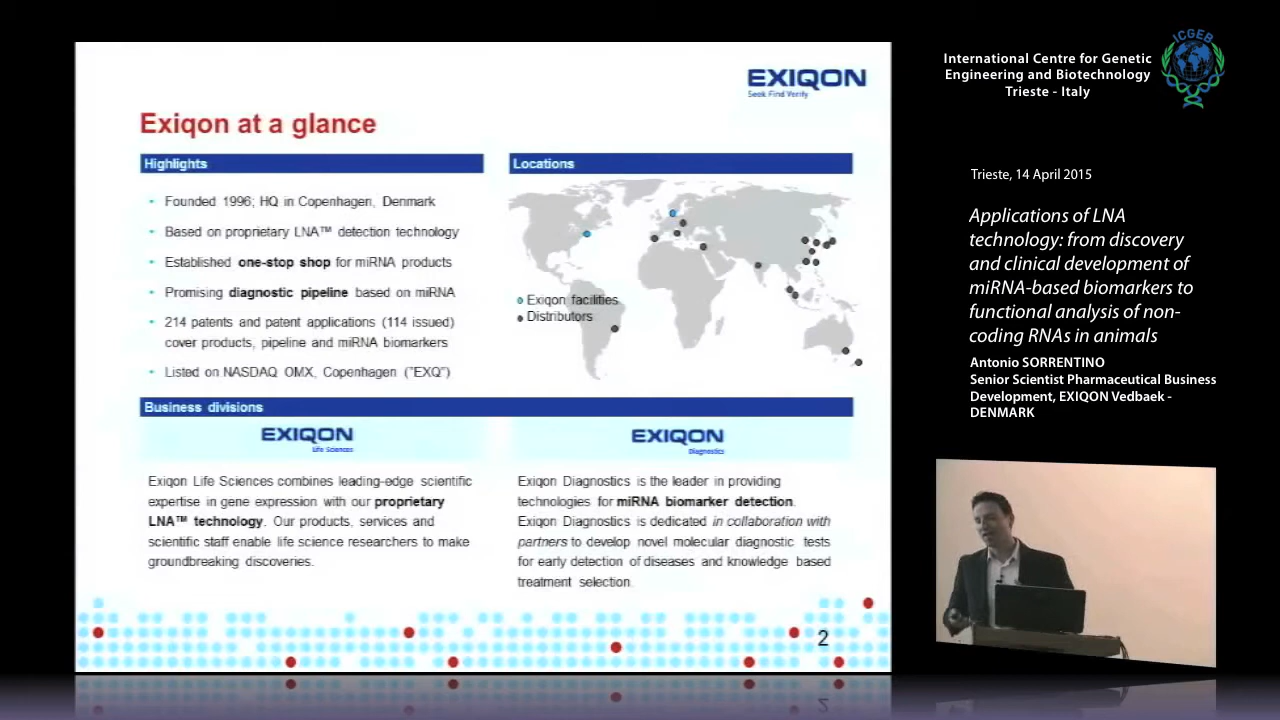 EXIQON
Seek Find Verify
Exiqon at a glance
Highlights
• Founded 1996; HQ in Copenhagen, Denmark
• Based on proprietary LNA™ detection technology
• Established one-stop shop for miRNA products
• Promising diagnostic pipeline based on miRNA
• 214 patents and patent applications (114 issued)
cover products, pipeline and miRNA biomarkers
• Listed on NASDAQ OMX, Copenhagen ("EXQ")
Locations
Exiqon facilities
Distributors
Business divisions
EXIQON
Life Sciences
Exiqon Life Sciences combines leading-edge scientific
expertise in gene expression with our proprietary
LNA™ technology. Our products, services and
scientific staff enable life science researchers to make
groundbreaking discoveries.
EXIQON
Diagnostics
Exiqon Diagnostics is the leader in providing
technologies for miRNA biomarker detection.
Exiqon Diagnostics is dedicated in collaboration with
partners to develop novel molecular diagnostic tests
for early detection of diseases and knowledge based
treatment selection.
2
International Centre for Genetic
Engineering and Biotechnology
Trieste - Italy
ICGEB
Trieste, 14 April 2015
Applications of LNA
technology: from discovery
and clinical development of
miRNA-based biomarkers to
functional analysis of non-
coding RNAs in animals
Antonio SORRENTINO
Senior Scientist Pharmaceutical Business
Development, EXIQON Vedbaek -
DENMARK